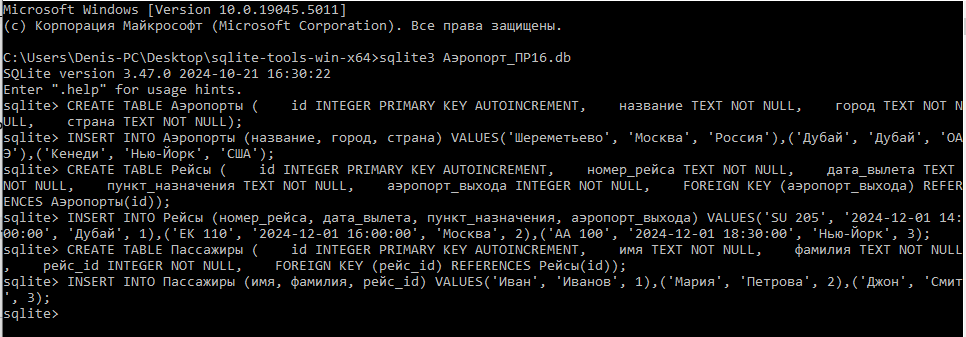 Microsoft Windows [Version 10.0.19045.5011]
(c) Корпорация Майкрософт (Microsoft Corporation). Все права защищены.
C:\Users\Denis-PC\Desktop\sqlite-tools-win-x64>sqlite3 Аэропорт_ПР16.db
SQLite version 3.47.0 2024-10-21 16:30:22
Enter ".help" for usage hints.
sqlite> CREATE TABLE Аэропорты (    id INTEGER PRIMARY KEY AUTOINCREMENT,    название TEXT NOT NULL,    город TEXT NOT N
ULL,    страна TEXT NOT NULL);
sqlite> INSERT INTO Аэропорты (название, город, страна) VALUES('Шереметьево', 'Москва', 'Россия'),('Дубай', 'Дубай', 'ОА
Э'),('Кенеди', 'Нью-Йорк', 'США');
sqlite> CREATE TABLE Рейсы (    id INTEGER PRIMARY KEY AUTOINCREMENT,    номер_рейса TEXT NOT NULL,    дата_вылета TEXT
NOT NULL,    пункт_назначения TEXT NOT NULL,    аэропорт_выхода INTEGER NOT NULL,    FOREIGN KEY (аэропорт_выхода) REFER
ENCES Аэропорты(id));
sqlite> INSERT INTO Рейсы (номер_рейса, дата_вылета, пункт_назначения, аэропорт_выхода) VALUES('SU 205', '2024-12-01 14:
00:00', 'Дубай', 1),('EK 110', '2024-12-01 16:00:00', 'Москва', 2),('AA 100', '2024-12-01 18:30:00', 'Нью-Йорк', 3);
sqlite> CREATE TABLE Пассажиры (    id INTEGER PRIMARY KEY AUTOINCREMENT,    имя TEXT NOT NULL,    фамилия TEXT NOT NULL
,    рейс_id INTEGER NOT NULL,    FOREIGN KEY (рейс_id) REFERENCES Рейсы(id));
sqlite> INSERT INTO Пассажиры (имя, фамилия, рейс_id) VALUES('Иван', 'Иванов', 1),('Мария', 'Петрова', 2),('Джон', 'Смит
', 3);
sqlite>